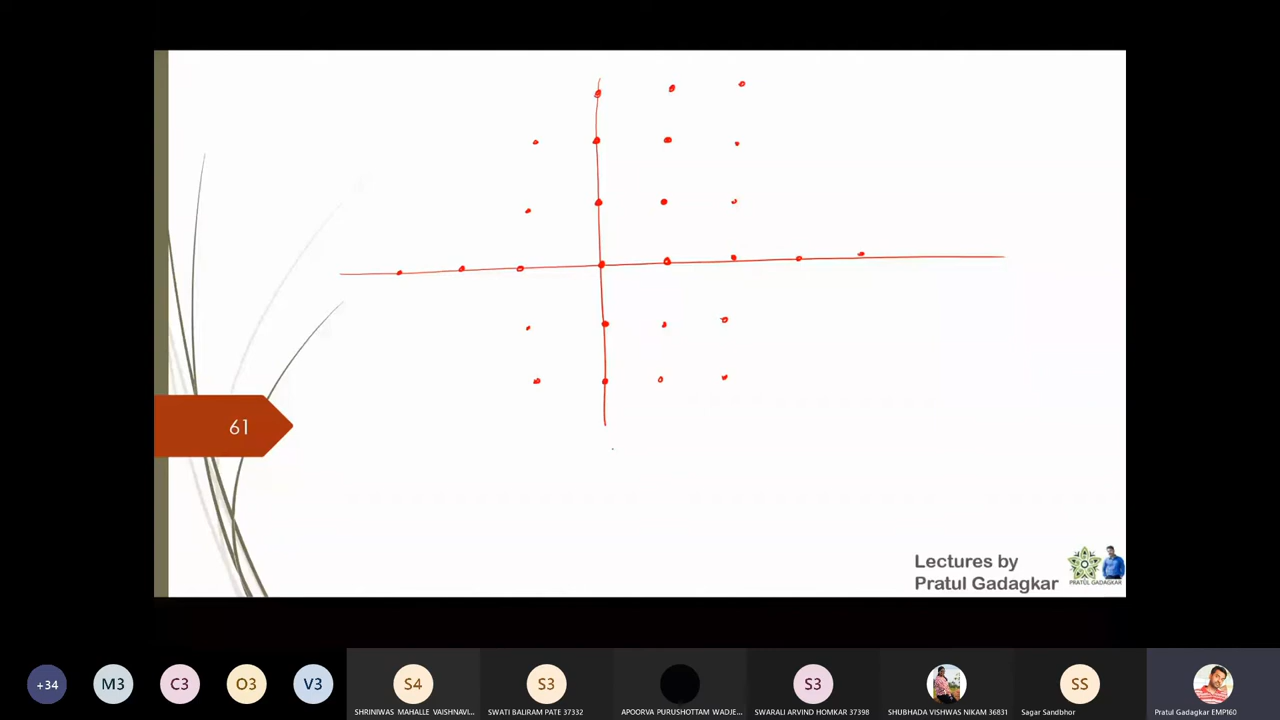 61
Lectures by
Pratul Gadagkar
PRATUL GADAGKAR
+34
M3
C3
O3
V3
S4
S3
S3
SS
SHRINIWAS MAHALLE VAISHNAVI...
SWATI BALIRAM PATE 37332
APOORVA PURUSHOTTAM WADJE...
SWARALI ARVIND HOMKAR 37398
SHUBHADA VISHWAS NIKAM 36831
Sagar Sandbhor
Pratul Gadagkar EMP160